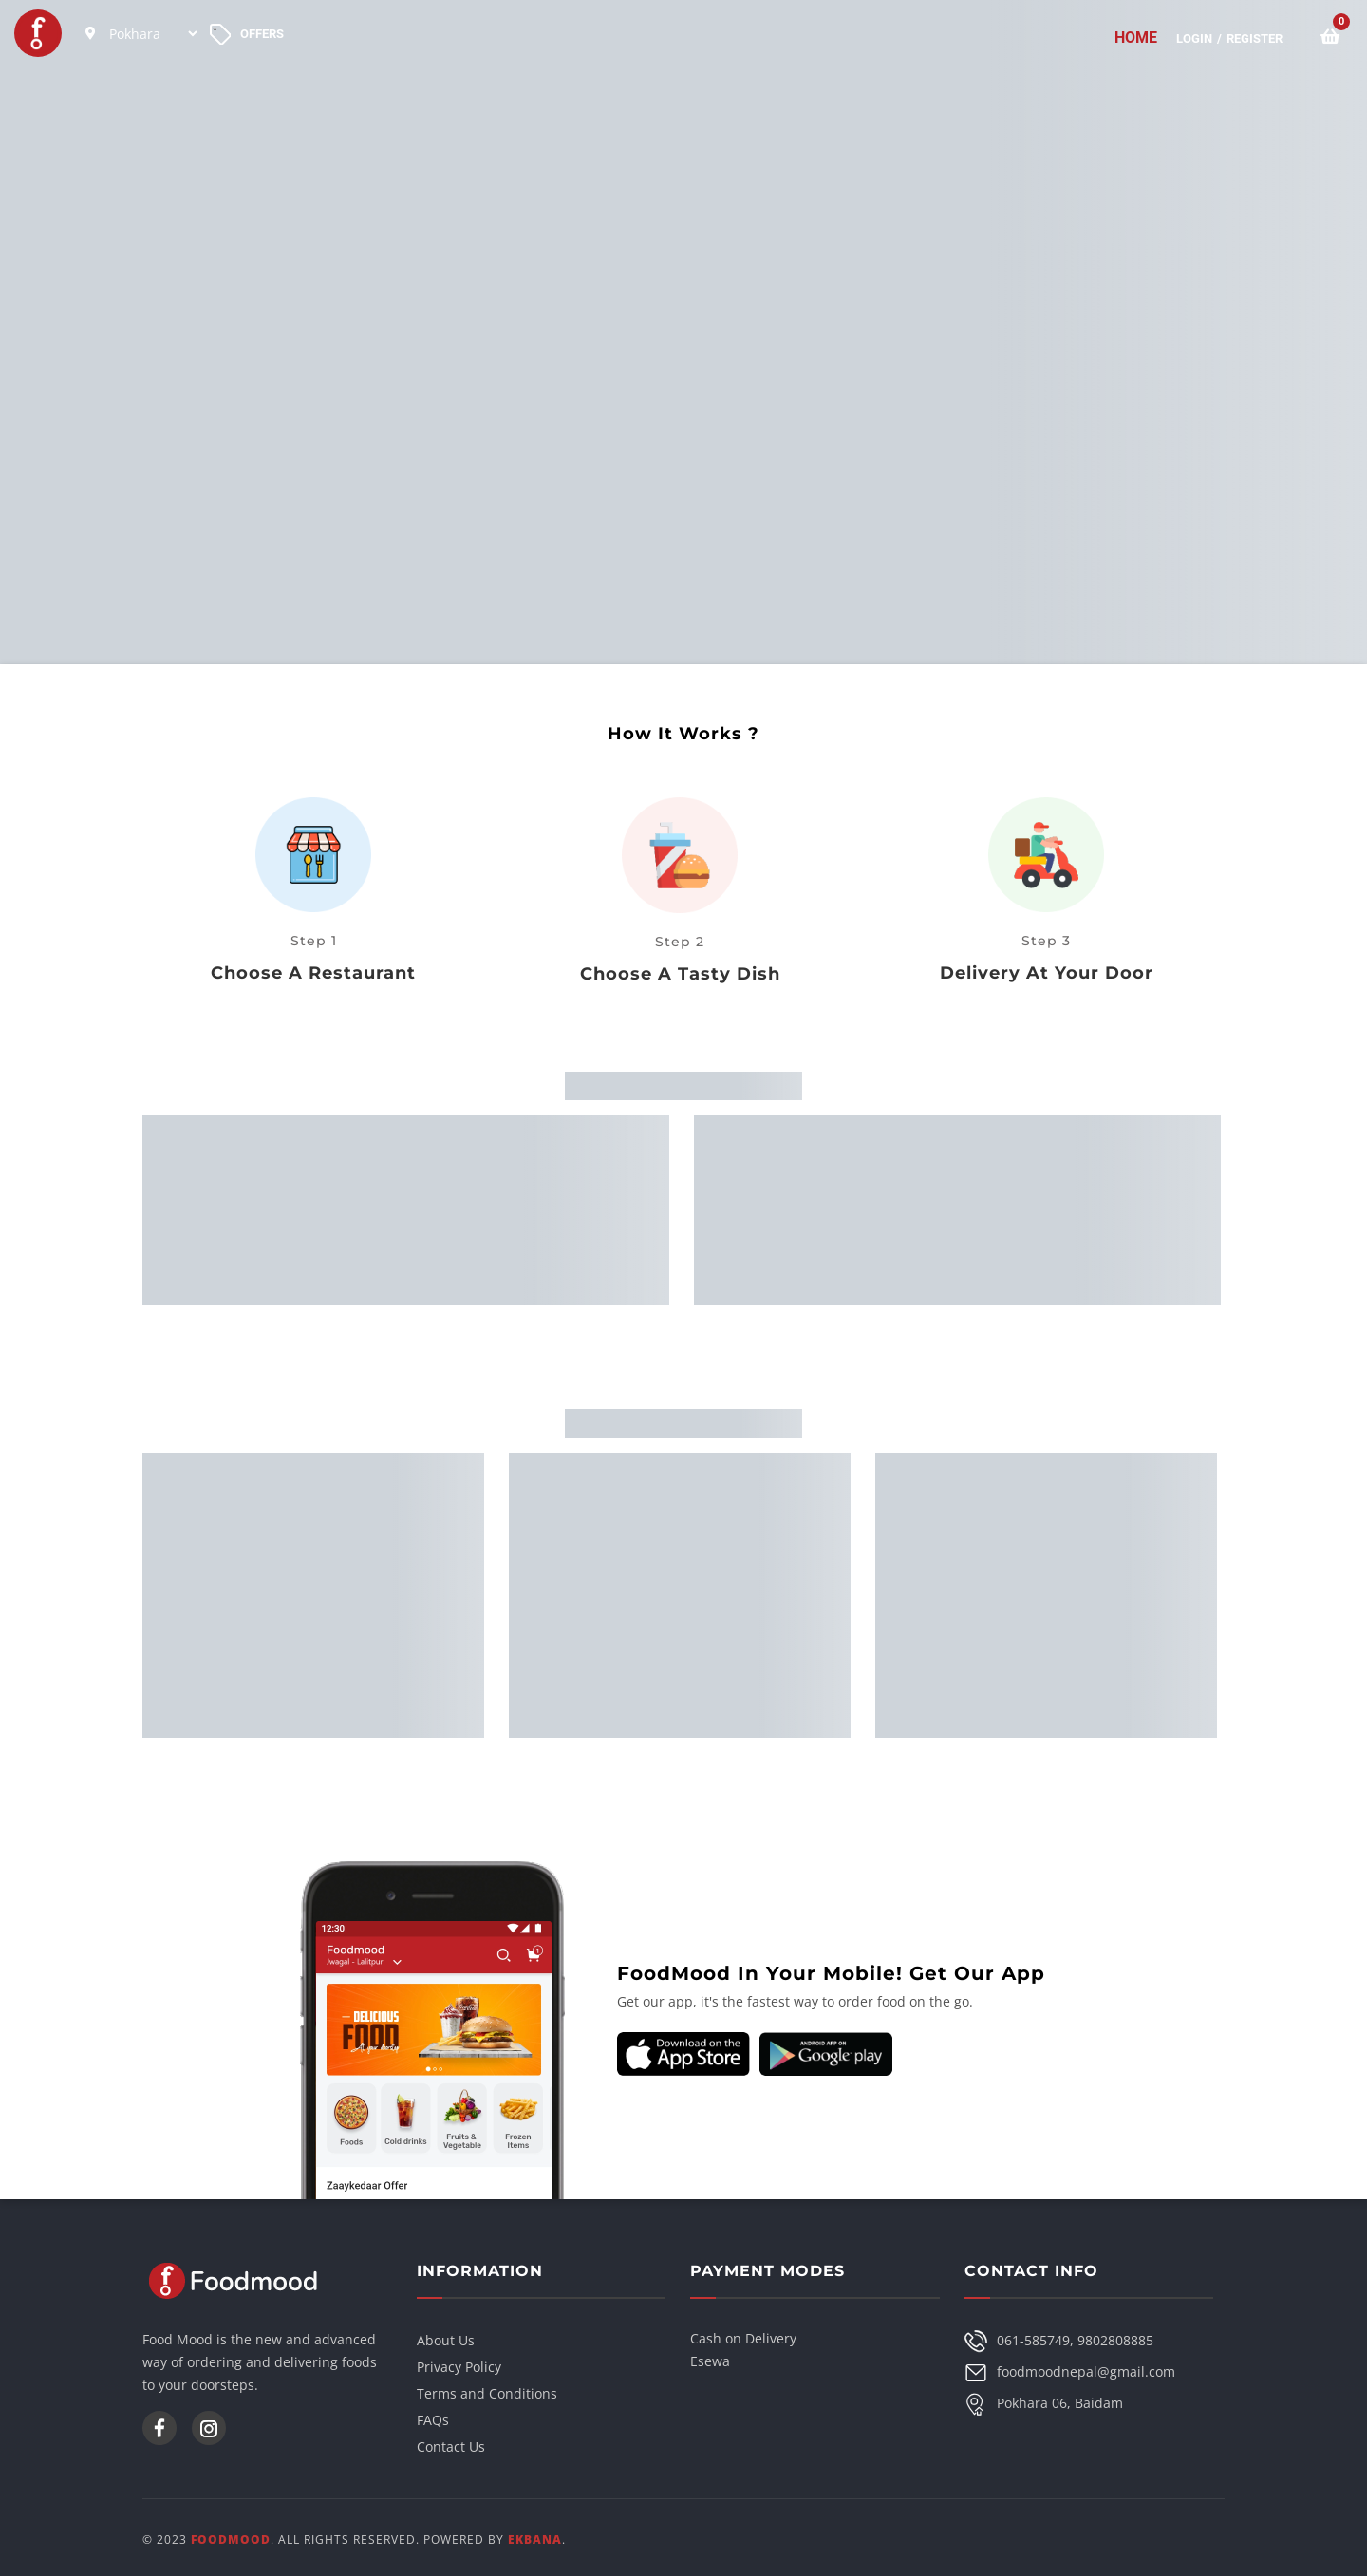 Pokhara
OFFERS
HOME
LOGIN / REGISTER
0
How It Works ?
Step 1
Choose A Restaurant
Step 2
Choose A Tasty Dish
Step 3
Delivery At Your Door
12:30
Foodmood
Jwagal - Lalitpur
1
DELICIOUS
FOOD
Foods
Cold drinks
Fruits &
Vegetable
Frozen
Items
Zaaykedaar Offer
FoodMood In Your Mobile! Get Our App
Get our app, it's the fastest way to order food on the go.
Download on the
App Store
ANDROID APP ON
Google play
Foodmood
Food Mood is the new and advanced
way of ordering and delivering foods
to your doorsteps.
INFORMATION
About Us
Privacy Policy
Terms and Conditions
FAQs
Contact Us
PAYMENT MODES
Cash on Delivery
Esewa
CONTACT INFO
061-585749, 9802808885
foodmoodnepal@gmail.com
Pokhara 06, Baidam
© 2023 FOODMOOD. ALL RIGHTS RESERVED. POWERED BY EKBANA.